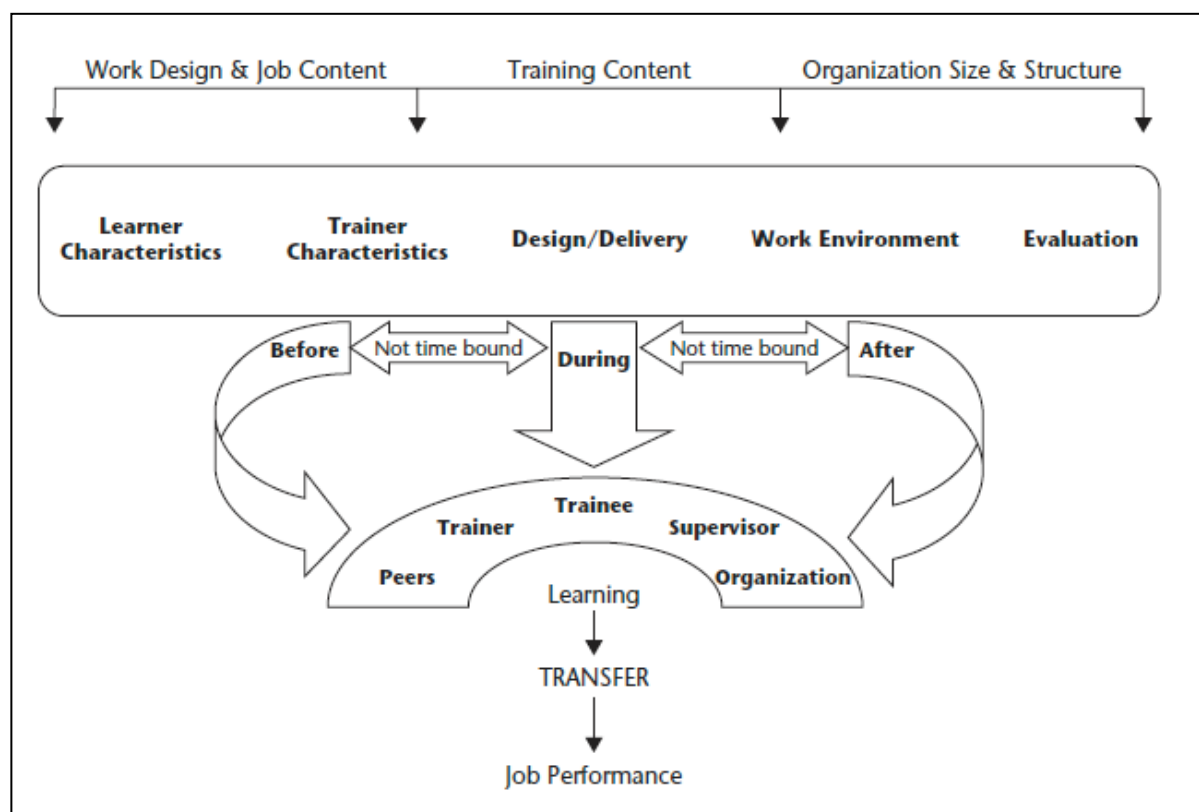 Work Design & Job Content
Training Content
Organization Size & Structure
Learner
Characteristics
Trainer
Characteristics
Design/Delivery
Work Environment
Evaluation
Before
Not time bound
During
Not time bound
After
Peers
Trainer
Trainee
Supervisor
Organization
Learning
TRANSFER
Job Performance